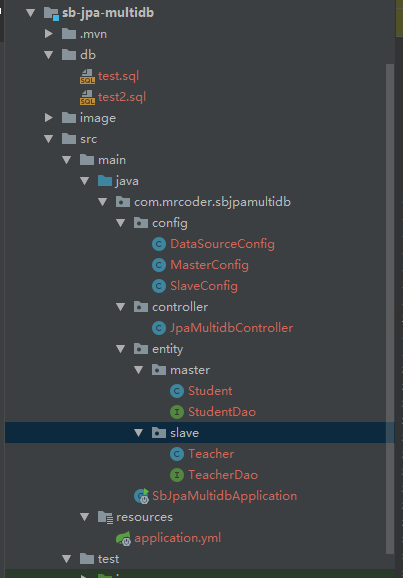 sb-jpa-multidb
.mvn
db
test.sql
test2.sql
image
src
main
java
com.mrcoder.sbjpamultidb
config
DataSourceConfig
MasterConfig
SlaveConfig
controller
JpaMultidbController
entity
master
Student
StudentDao
slave
Teacher
TeacherDao
SbJpaMultidbApplication
resources
application.yml
test